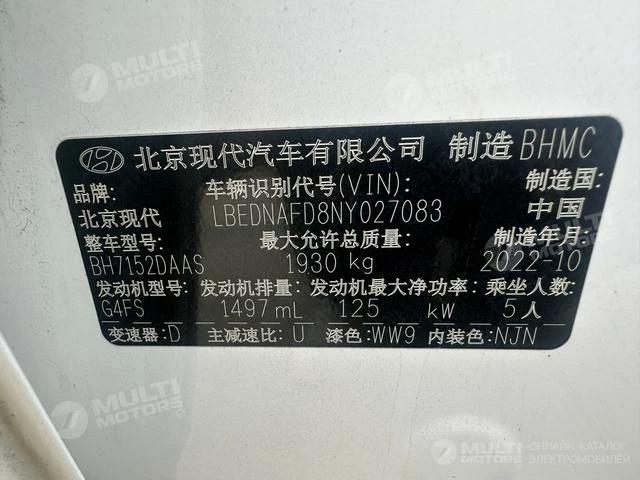 北京现代汽车有限公司 制造 BHMC
品牌: 车辆识别代号(VIN): 制造国:
北京现代 LBEDNAFD8NY027083 中国
整车型号: 最大允许总质量: 制造年月:
BH7152DAAS 1930 kg 2022-10
发动机型号: 发动机排量: 发动机最大净功率: 乘坐人数:
G4FS 1497 mL 125 kW 5人
变速器: D 主减速比: U 漆色: WW9 内装色: NJN
7 MULTI MOTORS
7 MULTI MOTORS
7 MULTI MOTORS
7 MULTI MOTORS ОНЛАЙН-КАТАЛОГ ЭЛЕКТРОМОБИЛЕЙ